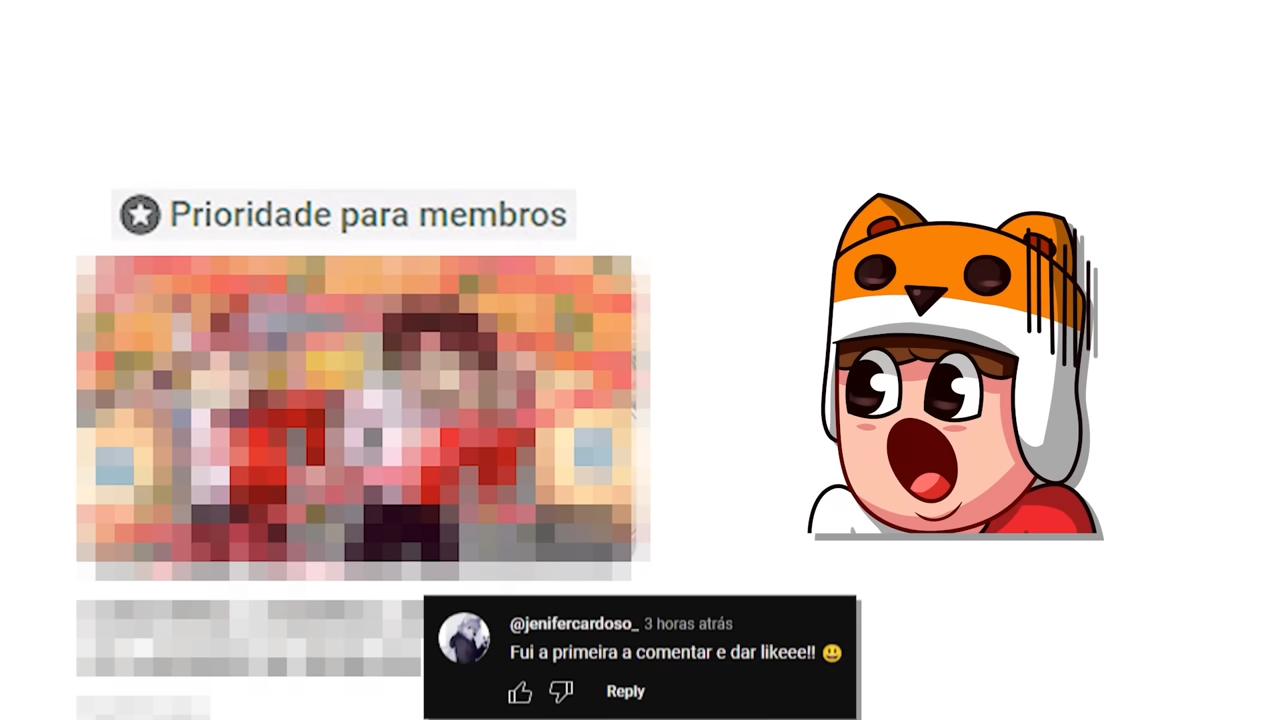 Prioridade para membros
@jenifercardoso_ 3 horas atrás
Fui a primeira a comentar e dar likeee!! 😃
Reply